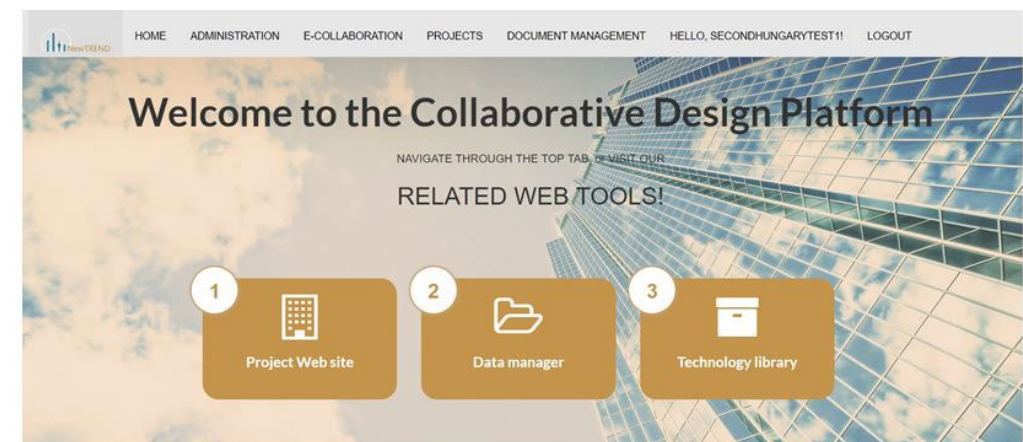 NewTREND
HOME ADMINISTRATION E-COLLABORATION PROJECTS DOCUMENT MANAGEMENT HELLO, SECONDHUNGARYTEST1! LOGOUT
Welcome to the Collaborative Design Platform
NAVIGATE THROUGH THE TOP TAB, or VISIT OUR
RELATED WEB TOOLS!
1 2 3
Project Web site Data manager Technology library